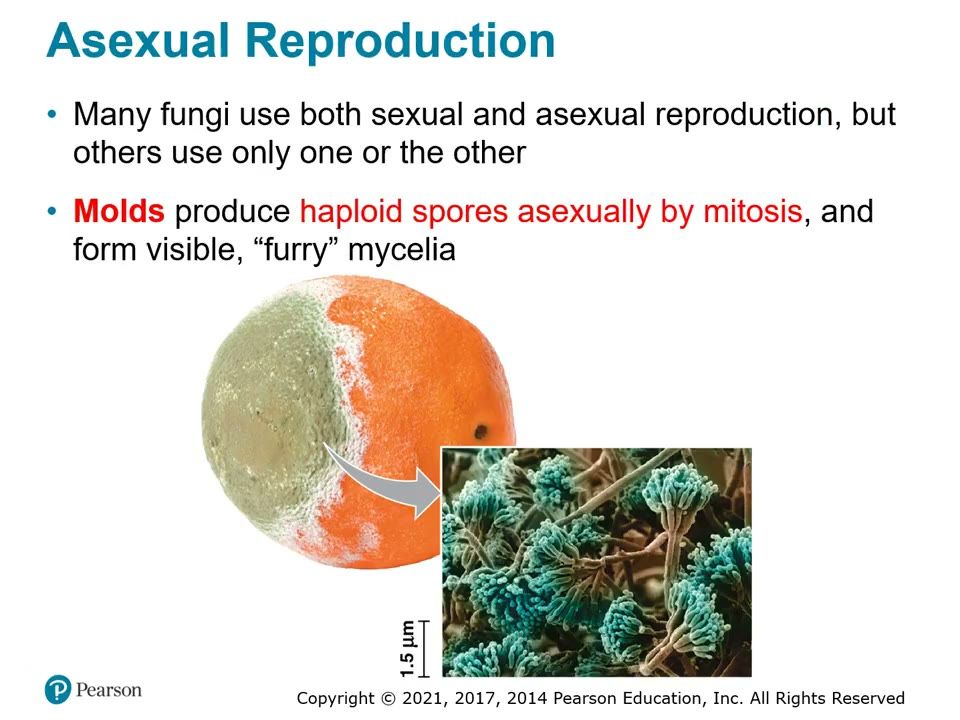 Asexual Reproduction
• Many fungi use both sexual and asexual reproduction, but
others use only one or the other
• Molds produce haploid spores asexually by mitosis, and
form visible, “furry” mycelia
1.5 µm
P Pearson
Copyright © 2021, 2017, 2014 Pearson Education, Inc. All Rights Reserved